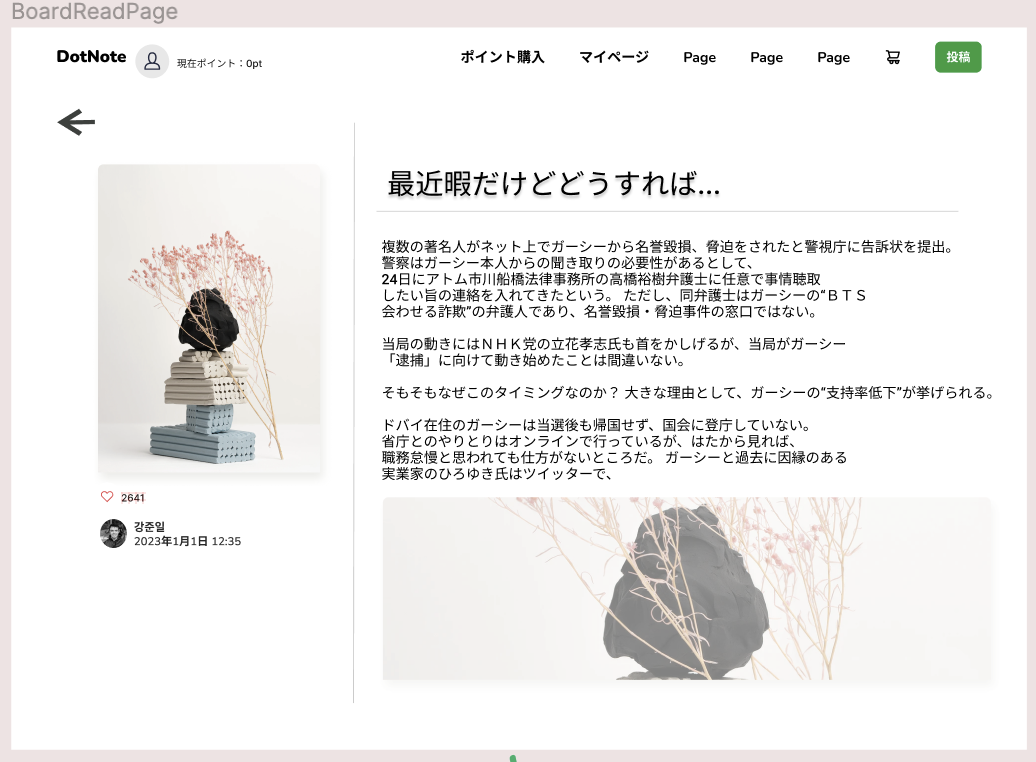 BoardReadPage
DotNote
現在ポイント：0pt
ポイント購入
マイページ
Page
Page
Page
投稿
最近暇だけどどうすれば...
複数の著名人がネット上でガーシーから名誉毀損、脅迫をされたと警視庁に告訴状を提出。
警察はガーシー本人からの聞き取りの必要性があるとして、
24日にアトム市川船橋法律事務所の高橋裕樹弁護士に任意で事情聴取
したい旨の連絡を入れてきたという。 ただし、同弁護士はガーシーの“ＢＴＳ
会わせる詐欺”の弁護人であり、名誉毀損・脅迫事件の窓口ではない。
当局の動きにはＮＨＫ党の立花孝志氏も首をかしげるが、当局がガーシー
「逮捕」に向けて動き始めたことは間違いない。
そもそもなぜこのタイミングなのか？ 大きな理由として、ガーシーの“支持率低下”が挙げられる。
ドバイ在住のガーシーは当選後も帰国せず、国会に登庁していない。
省庁とのやりとりはオンラインで行っているが、はたから見れば、
職務怠慢と思われても仕方がないところだ。 ガーシーと過去に因縁のある
実業家のひろゆき氏はツイッターで、
2641
강준일
2023年1月1日 12:35